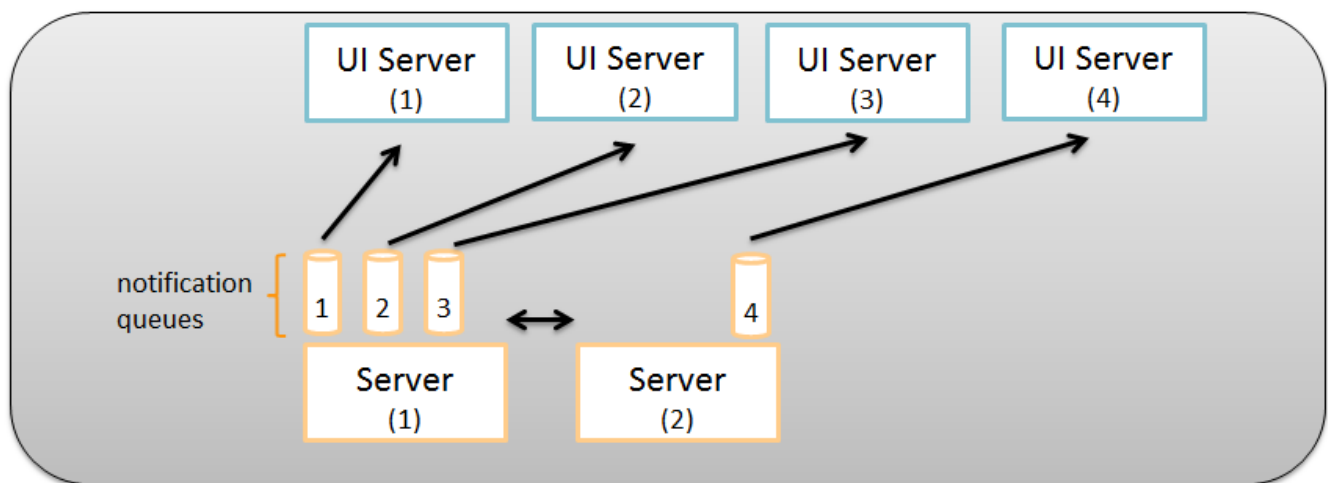 UI Server
(1)
UI Server
(2)
UI Server
(3)
UI Server
(4)
notification
queues
1
2
3
4
Server
(1)
Server
(2)